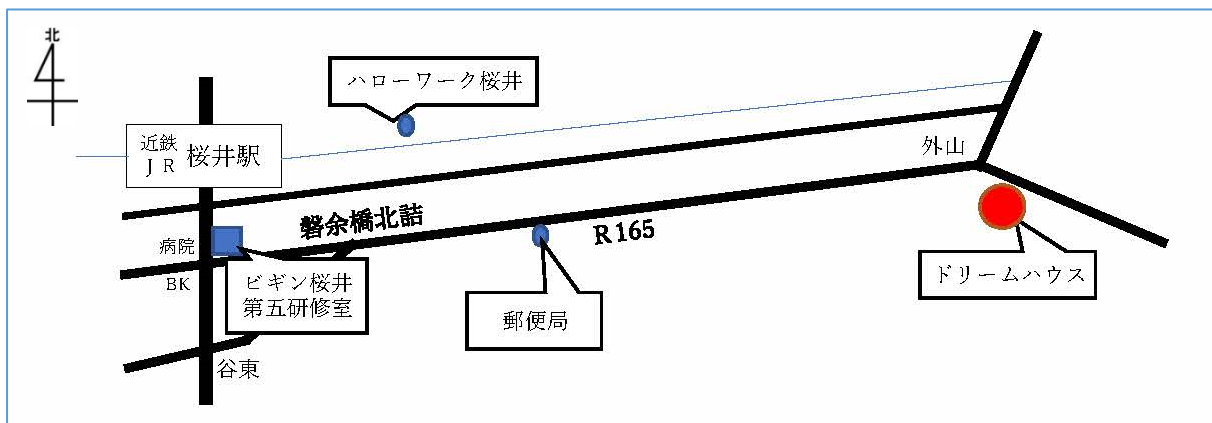 北
ハローワーク桜井
近鉄
ＪＲ 桜井駅
外山
磐余橋北詰
R165
病院
BK
ビギン桜井
第五研修室
郵便局
ドリームハウス
谷東